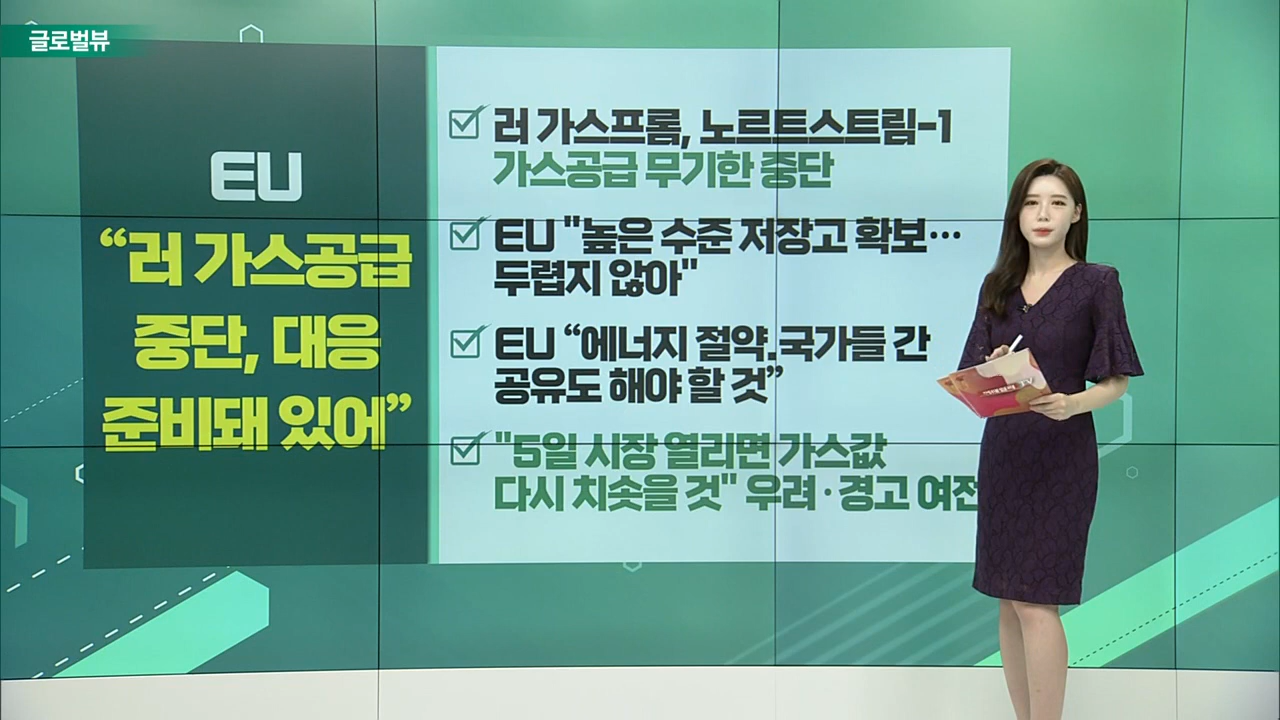 글로벌뷰
EU
“러 가스공급
중단, 대응
준비돼 있어”
러 가스프롬, 노르트스트림-1
가스공급 무기한 중단
EU "높은 수준 저장고 확보…
두렵지 않아"
EU “에너지 절약.국가들 간
공유도 해야 할 것”
"5일 시장 열리면 가스값
다시 치솟을 것" 우려·경고 여전